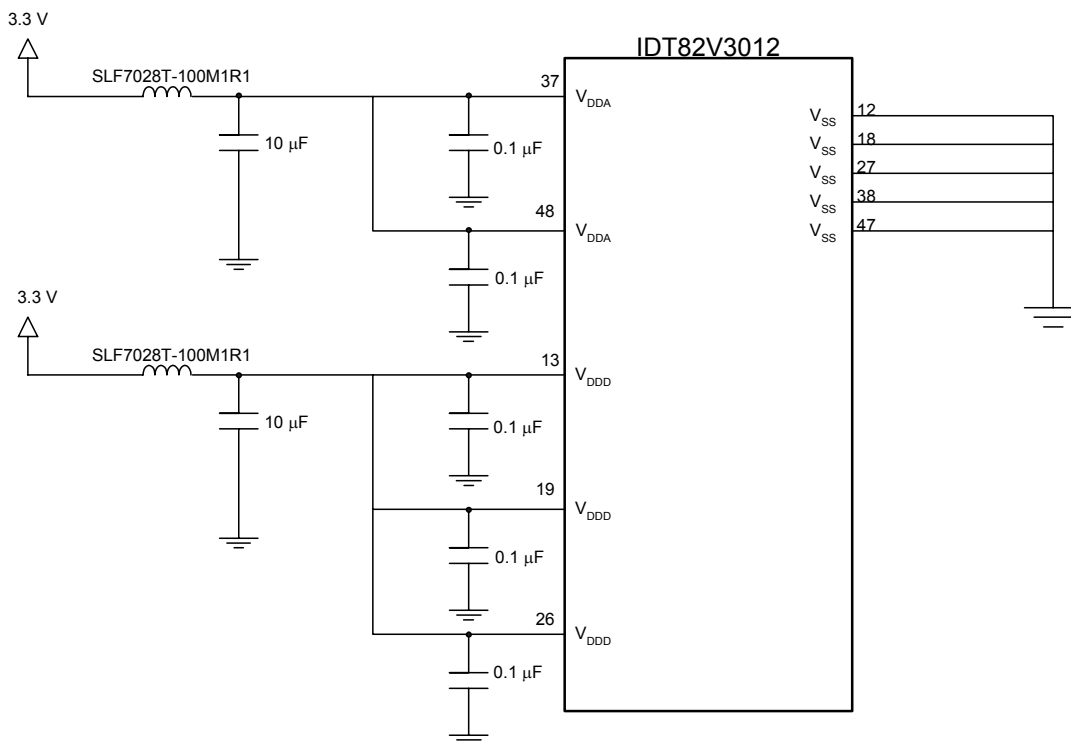 3.3 V
IDT82V3012
SLF7028T-100M1R1
37
V_DDA
10 μF
0.1 μF
V_SS 12
V_SS 18
V_SS 27
V_SS 38
V_SS 47
48
V_DDA
0.1 μF
3.3 V
SLF7028T-100M1R1
13
V_DDD
10 μF
0.1 μF
19
V_DDD
0.1 μF
26
V_DDD
0.1 μF